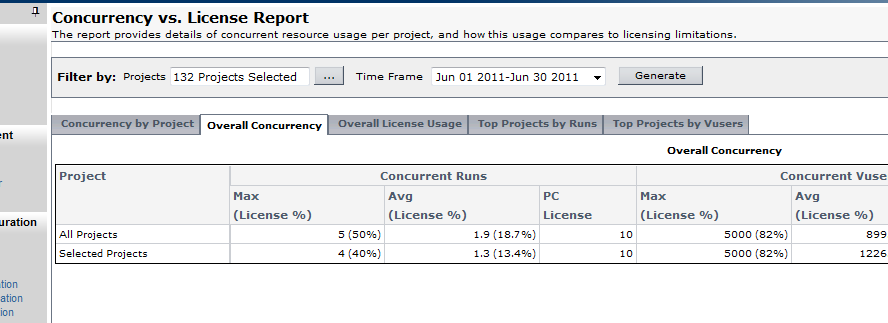 Concurrency vs. License Report
The report provides details of concurrent resource usage per project, and how this usage compares to licensing limitations.
Filter by: Projects 132 Projects Selected ... Time Frame Jun 01 2011-Jun 30 2011 Generate
Concurrency by Project Overall Concurrency Overall License Usage Top Projects by Runs Top Projects by Vusers
Overall Concurrency
Project Concurrent Runs Concurrent Vuse
Max Avg PC Max Avg
(License %) (License %) License (License %) (License %)
All Projects 5 (50%) 1.9 (18.7%) 10 5000 (82%) 899
Selected Projects 4 (40%) 1.3 (13.4%) 10 5000 (82%) 1226
ent
uration
tion
ation
ion